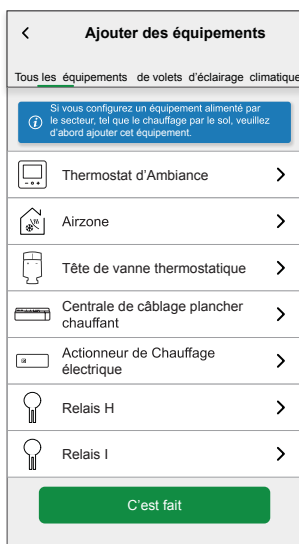 Ajouter des équipements
Tous les équipements de volets d'éclairage climatique
Si vous configurez un équipement alimenté par
le secteur, tel que le chauffage par le sol, veuillez
d'abord ajouter cet équipement.
Thermostat d'Ambiance
Airzone
Tête de vanne thermostatique
Centrale de câblage plancher
chauffant
Actionneur de Chauffage
électrique
Relais H
Relais I
C'est fait